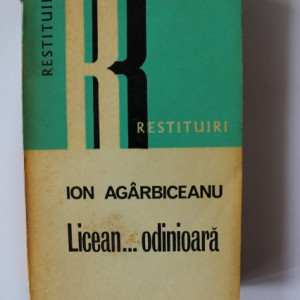 RESTITUIRI
R
RESTITUIRI
ION AGÂRBICEANU
Licean... odinioară